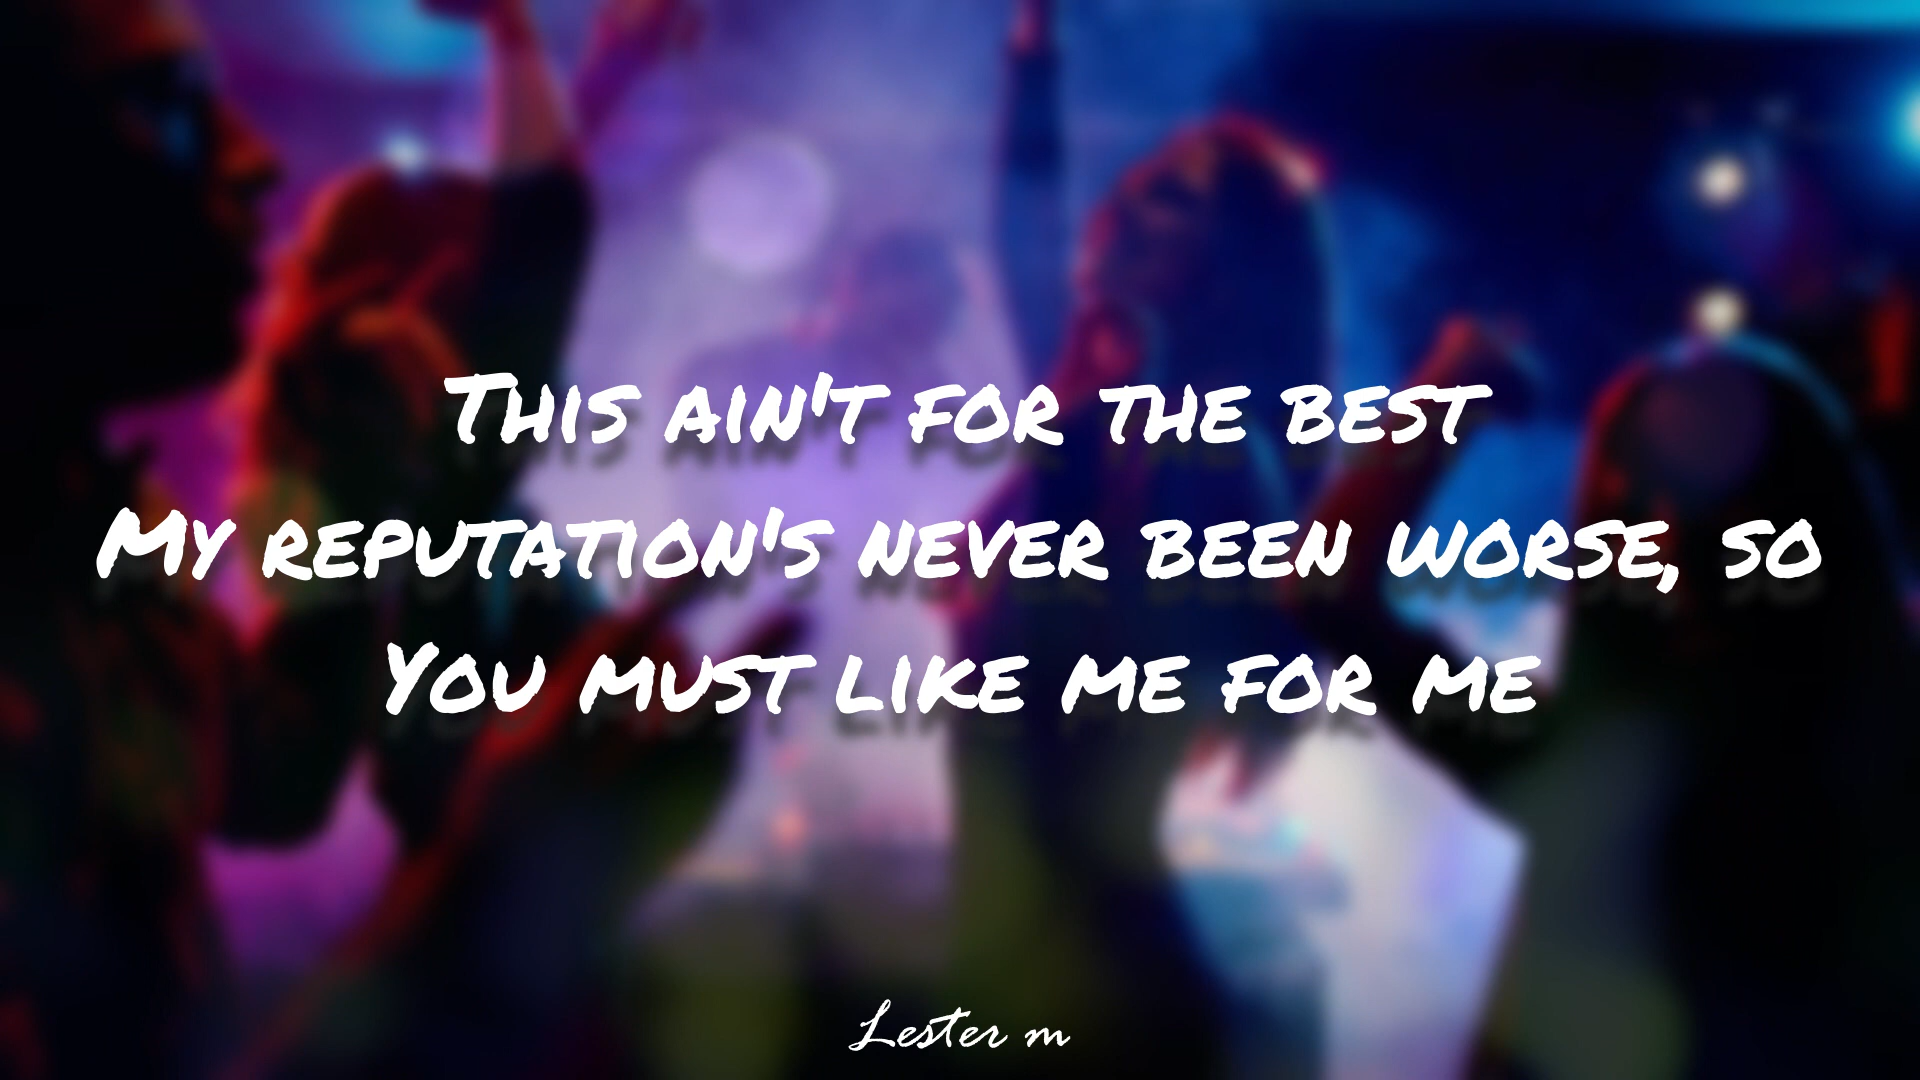 This ain't for the best
My reputation's never been worse, so
You must like me for me
Lester m